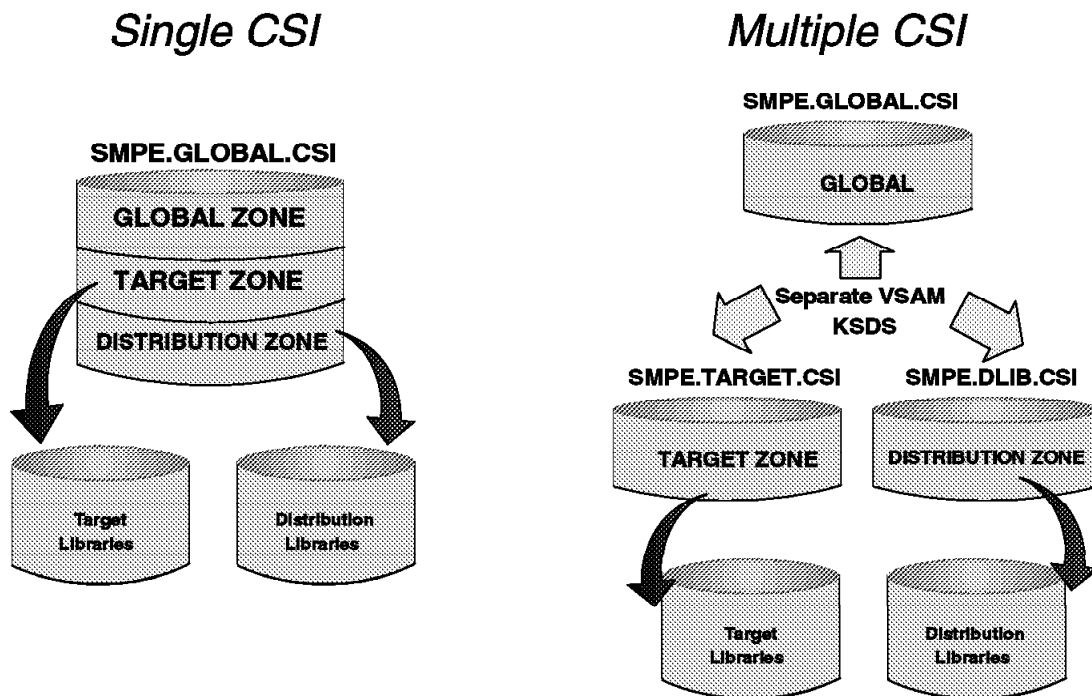 Single CSI
SMPE.GLOBAL.CSI
GLOBAL ZONE
TARGET ZONE
DISTRIBUTION ZONE
Target
Libraries
Distribution
Libraries
Multiple CSI
SMPE.GLOBAL.CSI
GLOBAL
Separate VSAM
KSDS
SMPE.TARGET.CSI
TARGET ZONE
SMPE.DLIB.CSI
DISTRIBUTION ZONE
Target
Libraries
Distribution
Libraries